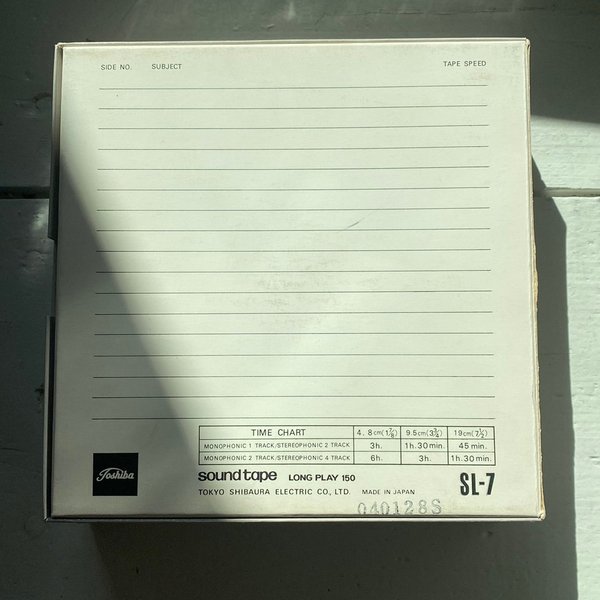 SIDE NO. SUBJECT TAPE SPEED
TIME CHART 4.8cm(1⅞) 9.5cm(3¾) 19cm(7½)
MONOPHONIC 1 TRACK/STEREOPHONIC 2 TRACK 3h. 1h.30min. 45min.
MONOPHONIC 2 TRACK/STEREOPHONIC 4 TRACK 6h. 3h. 1h.30min.
Toshiba
soundtape LONG PLAY 150 SL-7
TOKYO SHIBAURA ELECTRIC CO., LTD. MADE IN JAPAN
040128S